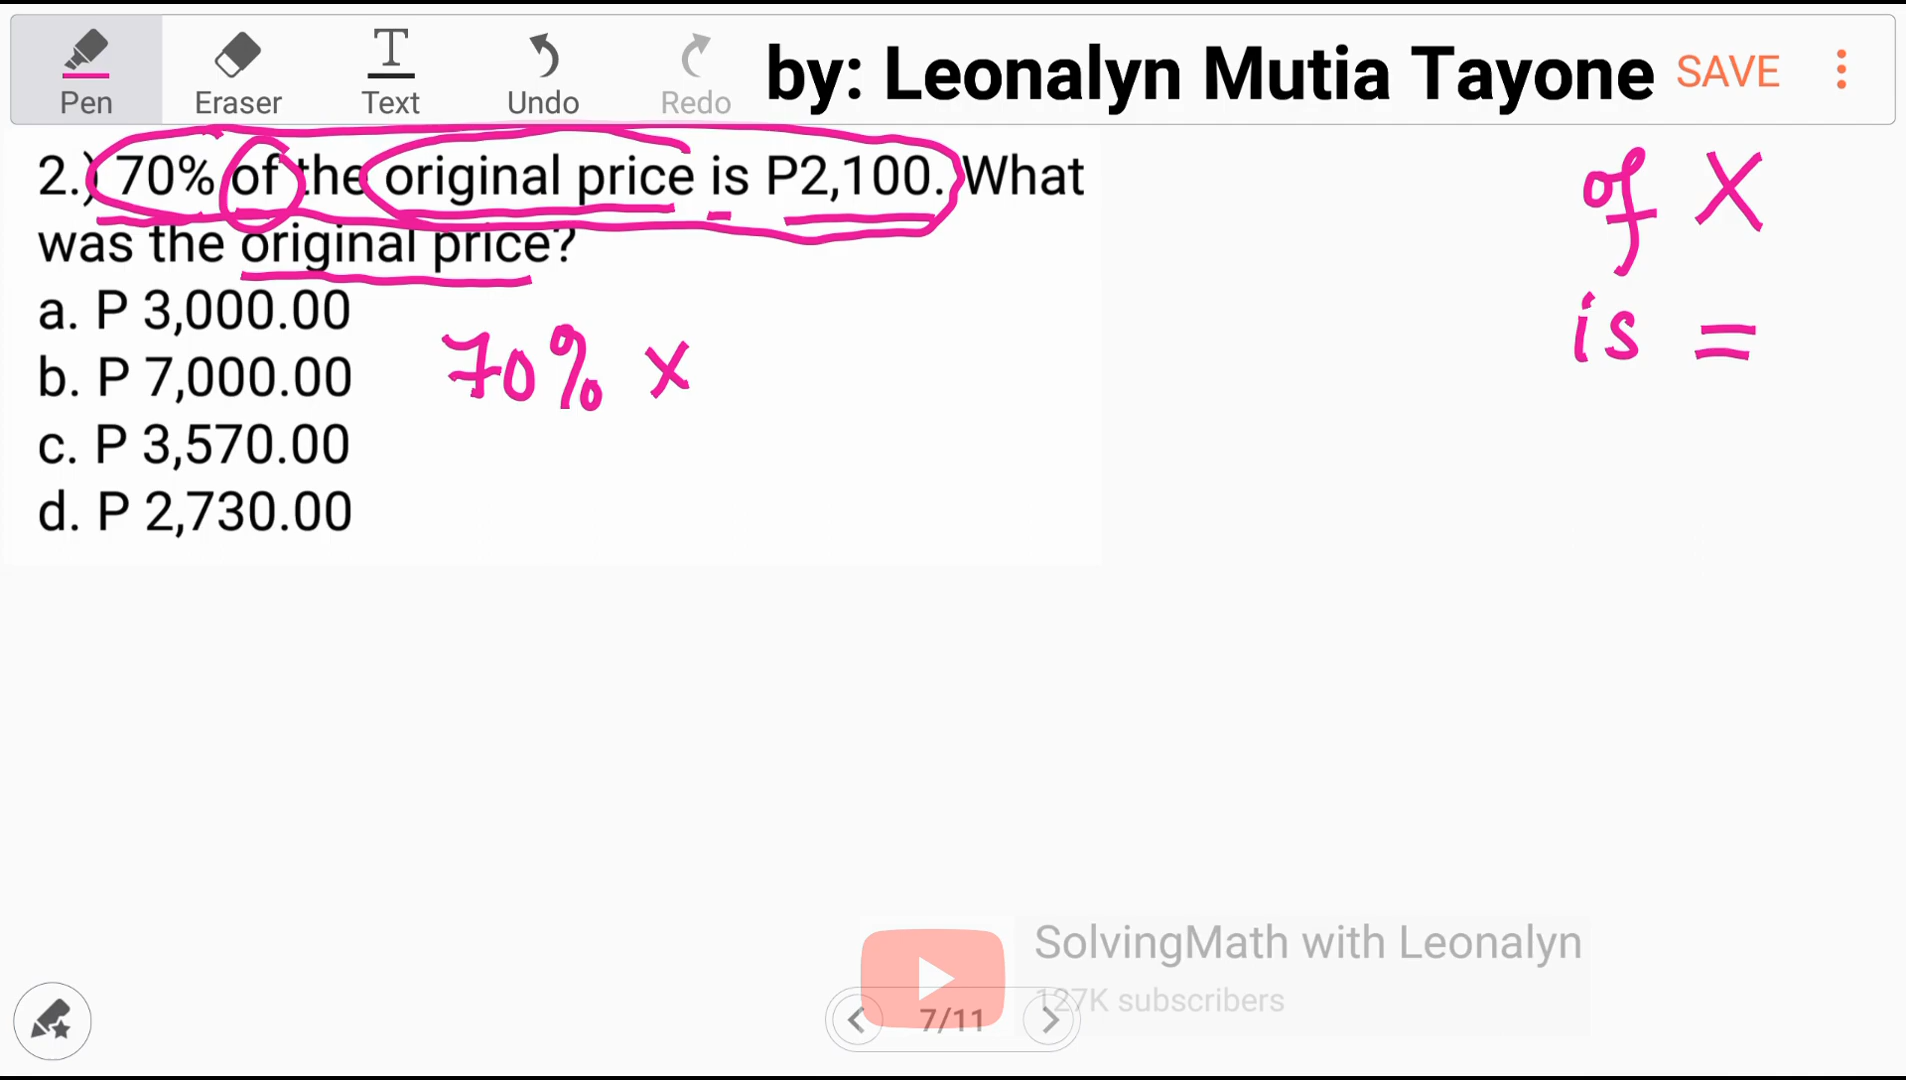 Pen
Eraser
T
Text
Undo
Redo
by: Leonalyn Mutia Tayone
SAVE
2.) 70% of the original price is P2,100. What
was the original price?
a. P 3,000.00
b. P 7,000.00
c. P 3,570.00
d. P 2,730.00
70% x
of X
is =
SolvingMath with Leonalyn
127K subscribers
7/11